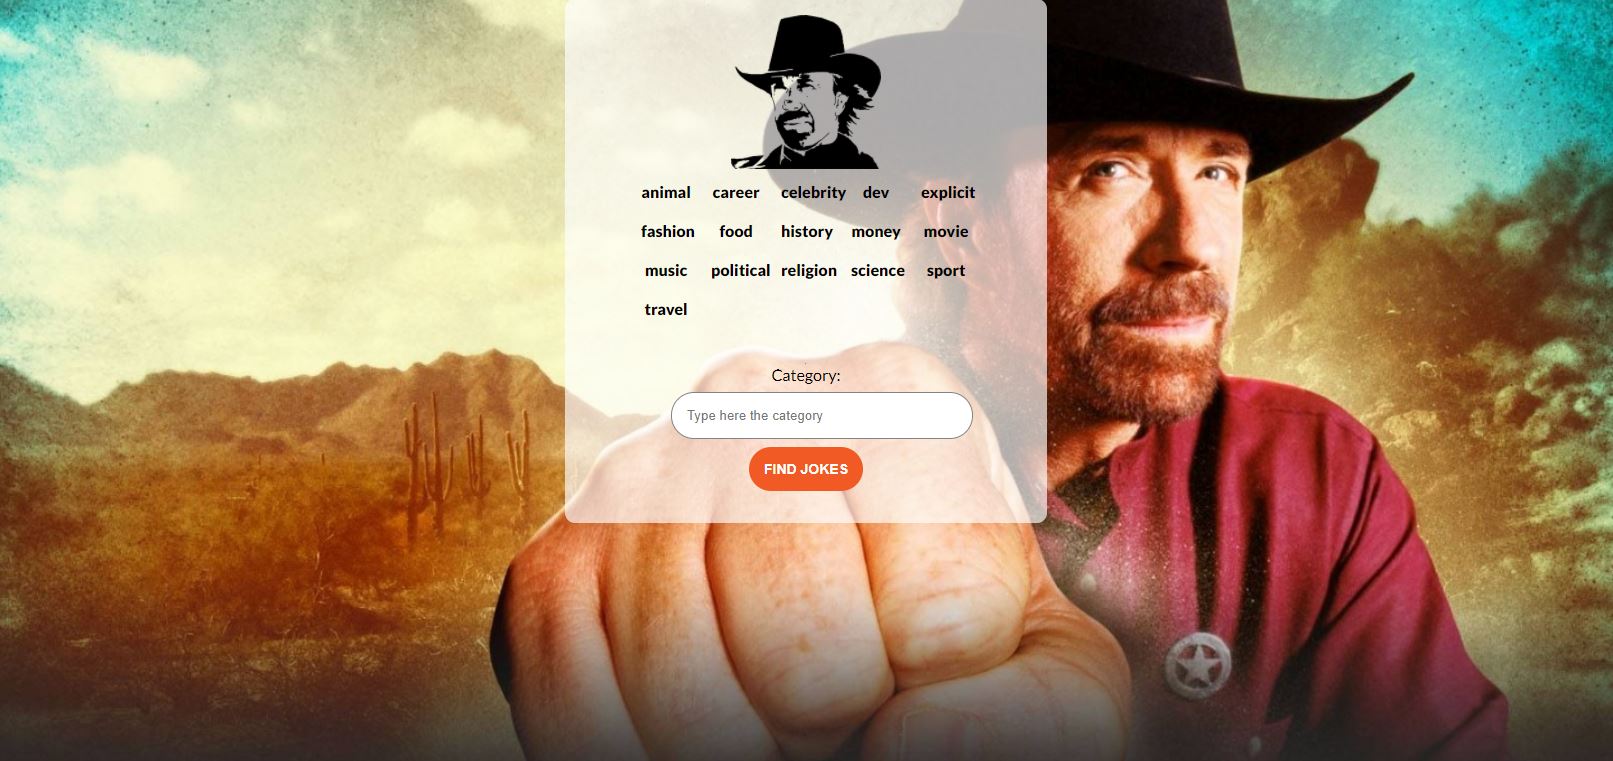 animal career celebrity dev explicit
fashion food history money movie
music political religion science sport
travel
Category:
Type here the category
FIND JOKES